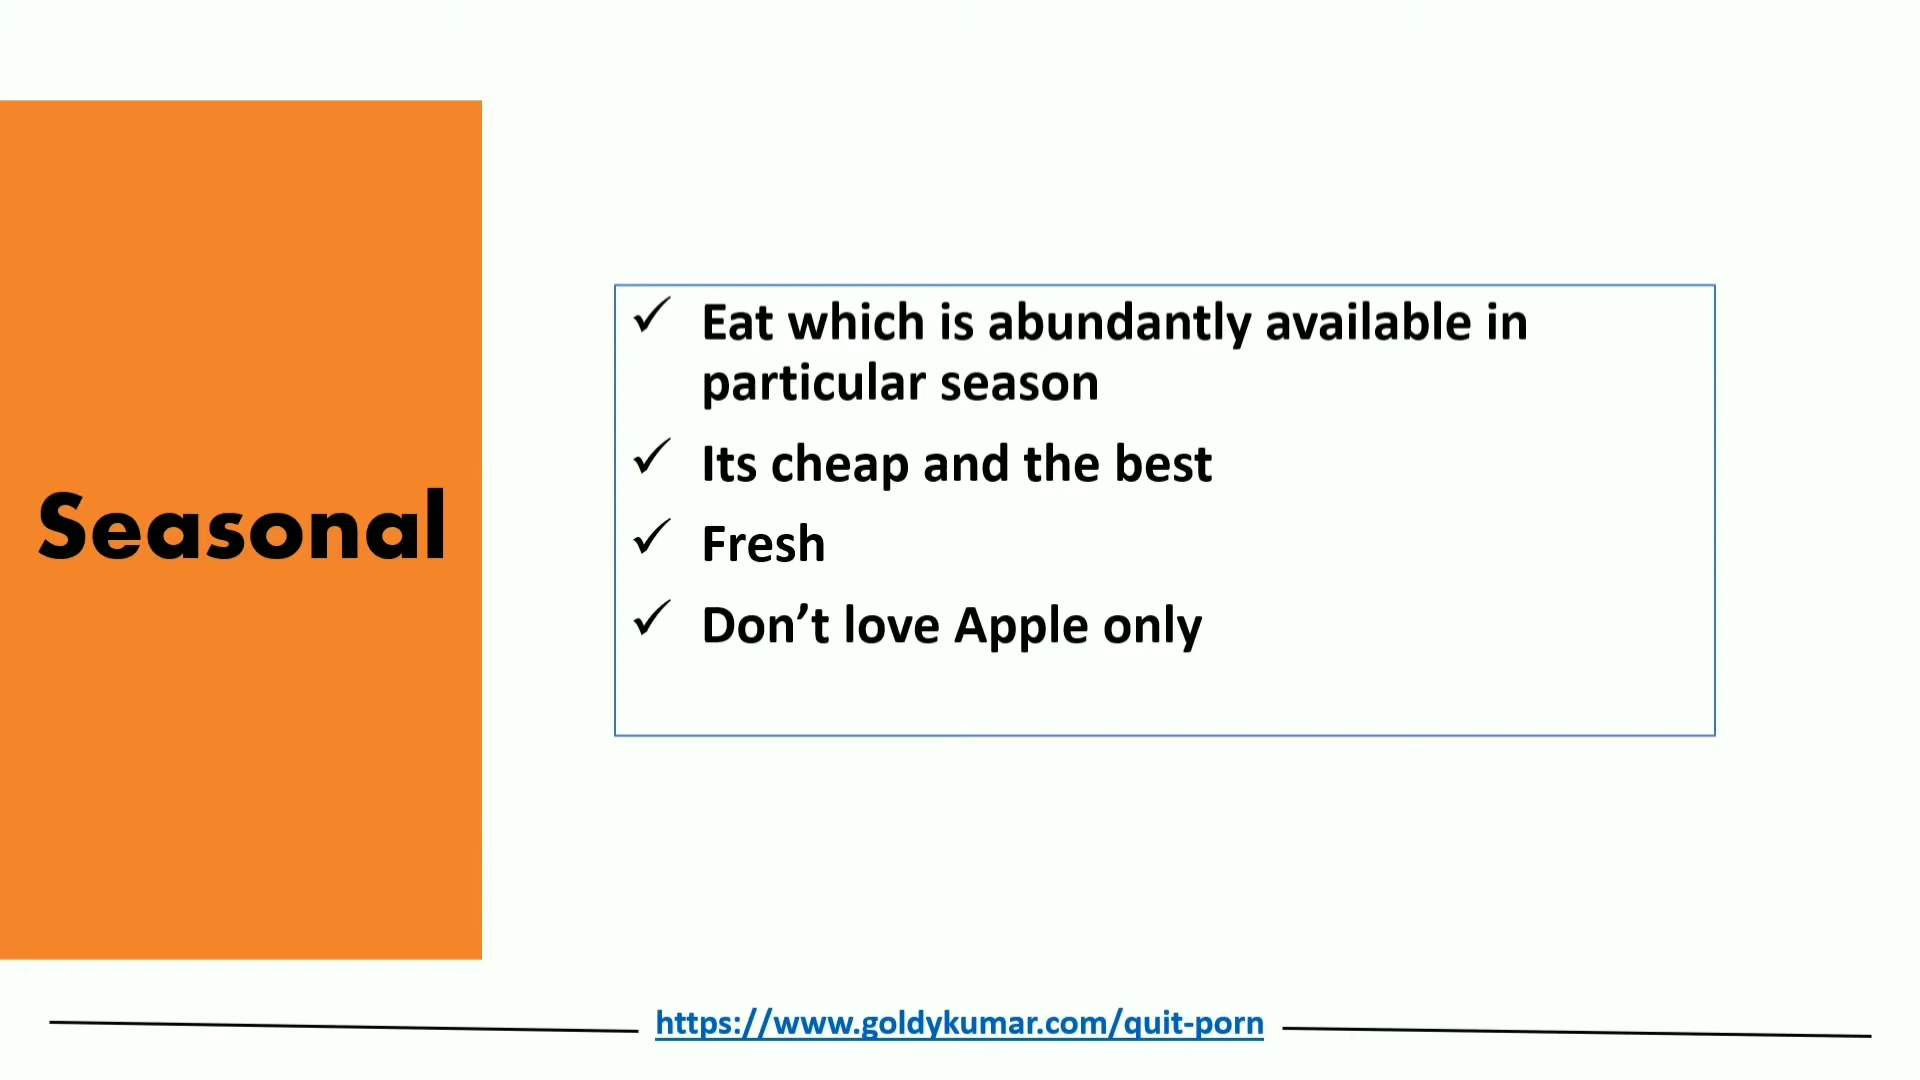 Seasonal
✓ Eat which is abundantly available in
particular season
✓ Its cheap and the best
✓ Fresh
✓ Don’t love Apple only
https://www.goldykumar.com/quit-porn